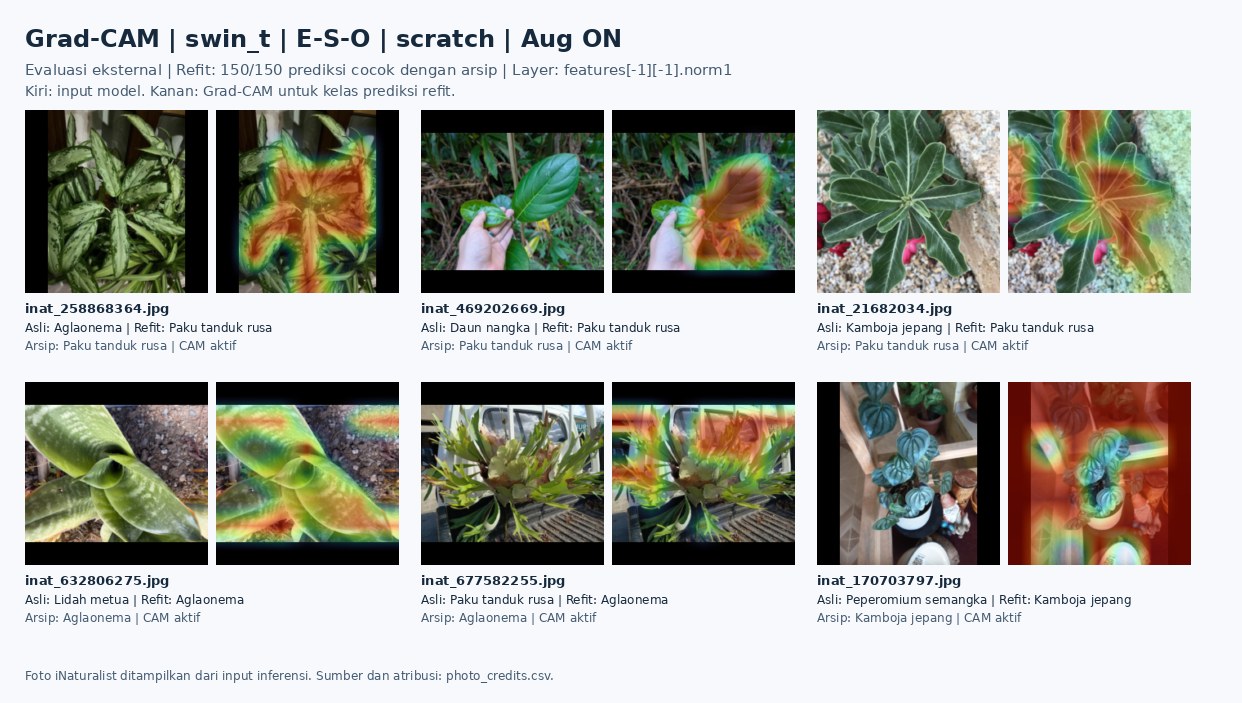 Grad-CAM | swin_t | E-S-O | scratch | Aug ON
Evaluasi eksternal | Refit: 150/150 prediksi cocok dengan arsip | Layer: features[-1][-1].norm1
Kiri: input model. Kanan: Grad-CAM untuk kelas prediksi refit.
inat_258868364.jpg
Asli: Aglaonema | Refit: Paku tanduk rusa
Arsip: Paku tanduk rusa | CAM aktif
inat_469202669.jpg
Asli: Daun nangka | Refit: Paku tanduk rusa
Arsip: Paku tanduk rusa | CAM aktif
inat_21682034.jpg
Asli: Kamboja jepang | Refit: Paku tanduk rusa
Arsip: Paku tanduk rusa | CAM aktif
inat_632806275.jpg
Asli: Lidah metua | Refit: Aglaonema
Arsip: Aglaonema | CAM aktif
inat_677582255.jpg
Asli: Paku tanduk rusa | Refit: Aglaonema
Arsip: Aglaonema | CAM aktif
inat_170703797.jpg
Asli: Peperomium semangka | Refit: Kamboja jepang
Arsip: Kamboja jepang | CAM aktif
Foto iNaturalist ditampilkan dari input inferensi. Sumber dan atribusi: photo_credits.csv.